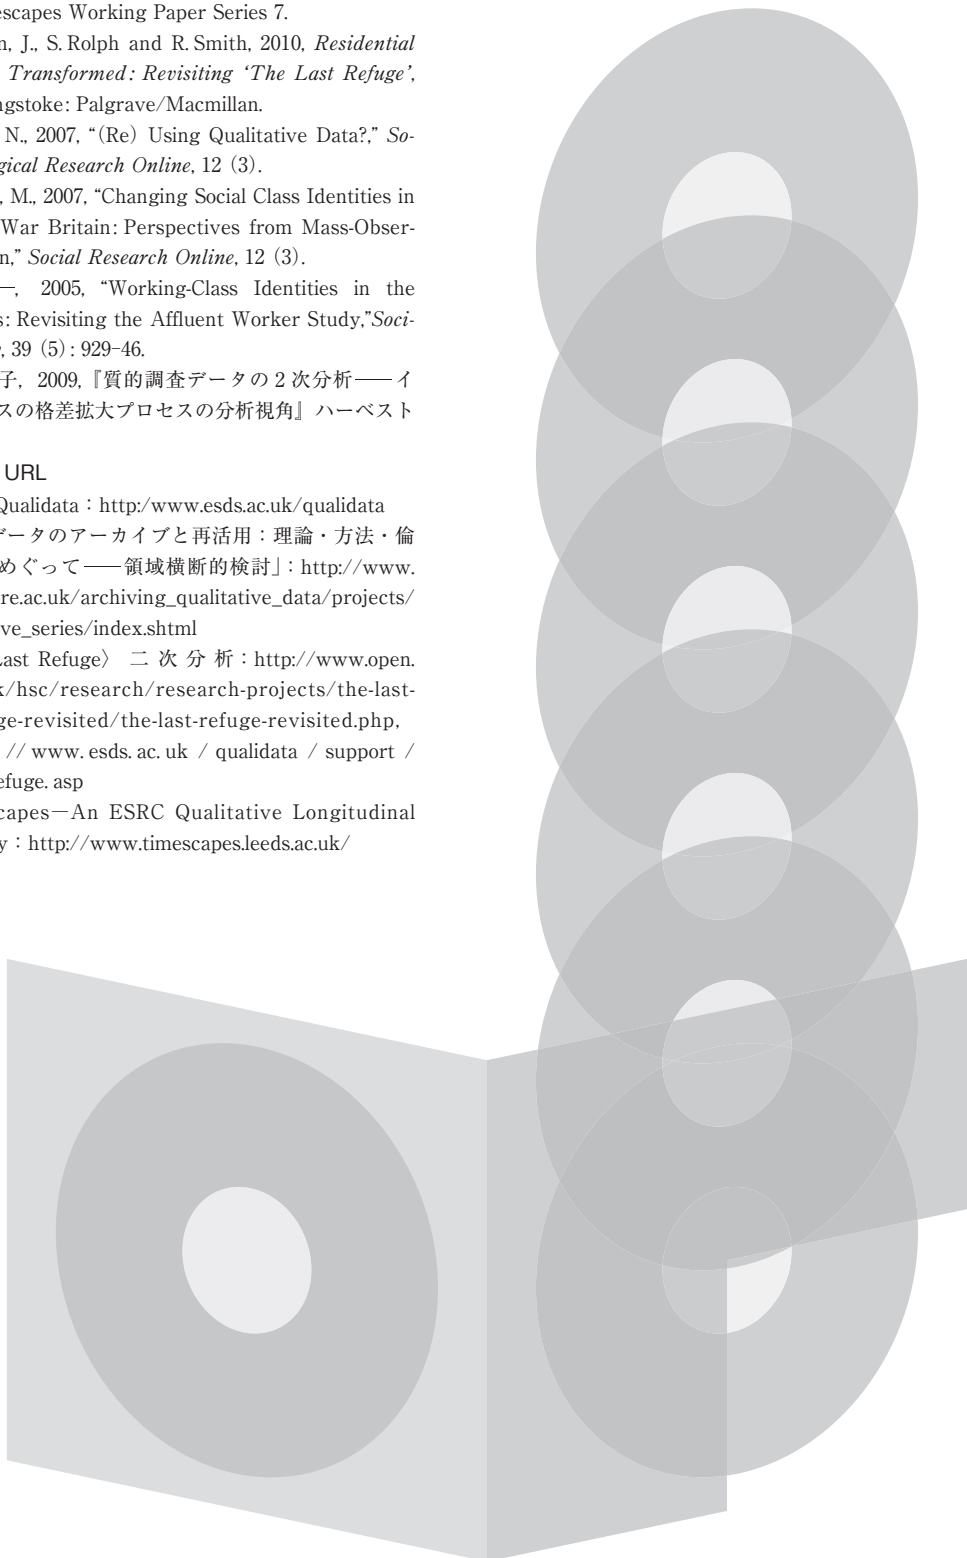 escapes Working Paper Series 7.
n, J., S. Rolph and R. Smith, 2010, Residential
Transformed: Revisiting ‘The Last Refuge’,
ngstoke: Palgrave/Macmillan.
N., 2007, “(Re) Using Qualitative Data?,” So-
gical Research Online, 12 (3).
, M., 2007, “Changing Social Class Identities in
War Britain: Perspectives from Mass-Obser-
n,” Social Research Online, 12 (3).
—, 2005, “Working-Class Identities in the
s: Revisiting the Affluent Worker Study,”Soci-
, 39 (5): 929-46.
子，2009,『質的調査データの 2 次分析――イ
スの格差拡大プロセスの分析視角』ハーベスト
URL
Qualidata：http:/www.esds.ac.uk/qualidata
データのアーカイブと再活用：理論・方法・倫
めぐって――領域横断的検討」：http://www.
re.ac.uk/archiving_qualitative_data/projects/
ve_series/index.shtml
Last Refuge〉 二 次 分 析：http://www.open.
k/hsc/research/research-projects/the-last-
ge-revisited/the-last-refuge-revisited.php,
// www. esds. ac. uk / qualidata / support /
efuge. asp
capes—An ESRC Qualitative Longitudinal
y：http://www.timescapes.leeds.ac.uk/